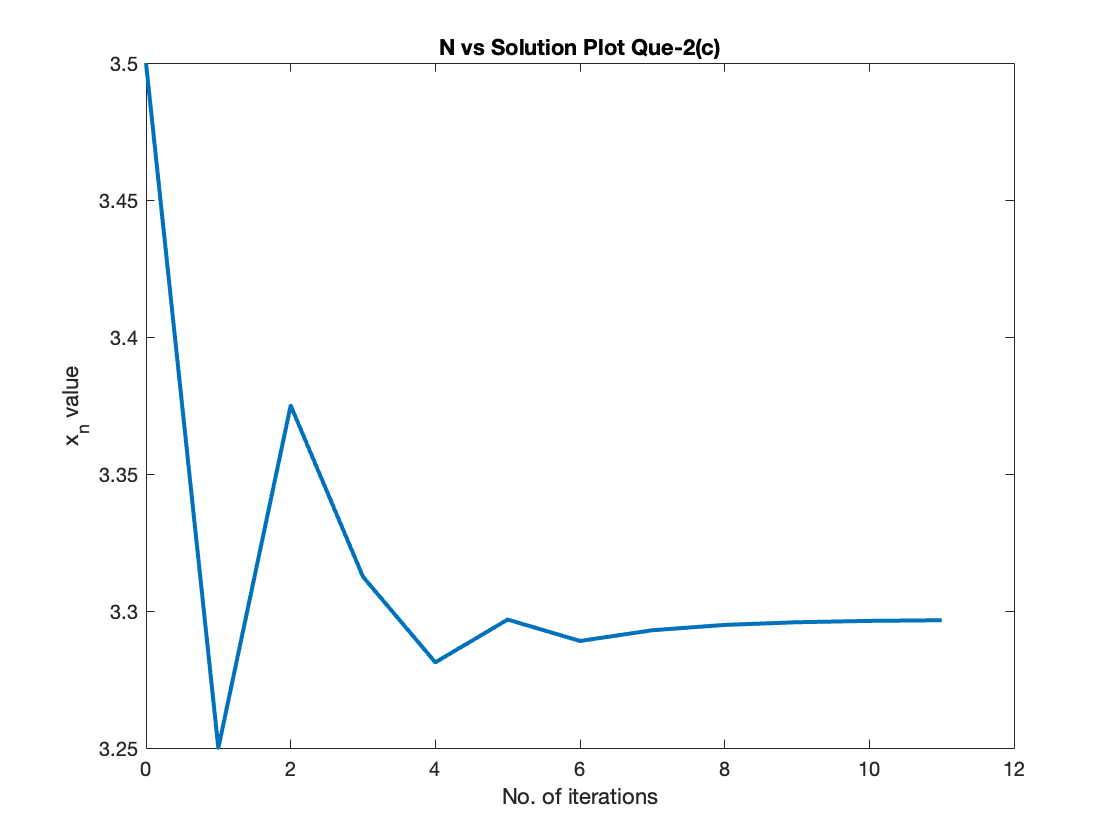 N vs Solution Plot Que-2(c)
3.5
3.45
3.4
3.35
3.3
3.25
x_n value
0 2 4 6 8 10 12
No. of iterations